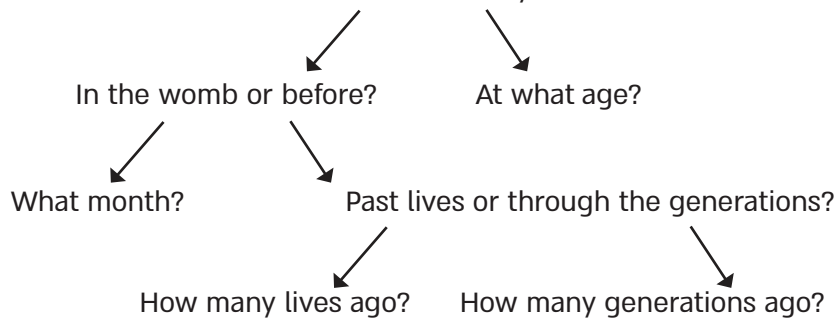 In the womb or before? At what age?
What month? Past lives or through the generations?
How many lives ago? How many generations ago?